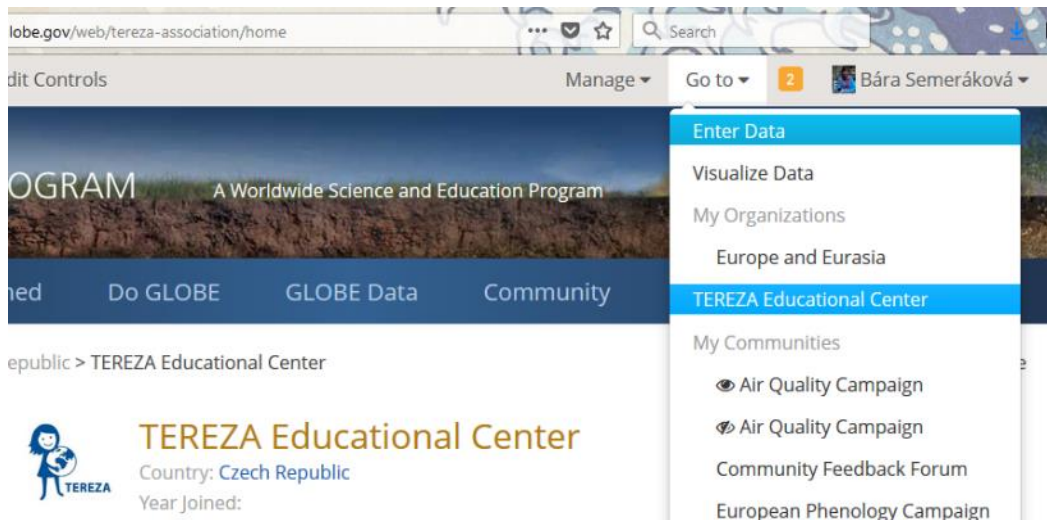 lobe.gov/web/tereza-association/home ••• Search
dit Controls Manage Go to 2 Bára Semeráková
OGRAM A Worldwide Science and Education Program
Enter Data
Visualize Data
My Organizations
Europe and Eurasia
TEREZA Educational Center
My Communities
Air Quality Campaign
Air Quality Campaign
Community Feedback Forum
European Phenology Campaign
ned Do GLOBE GLOBE Data Community
epublic > TEREZA Educational Center
TEREZA
TEREZA Educational Center
Country: Czech Republic
Year Joined: